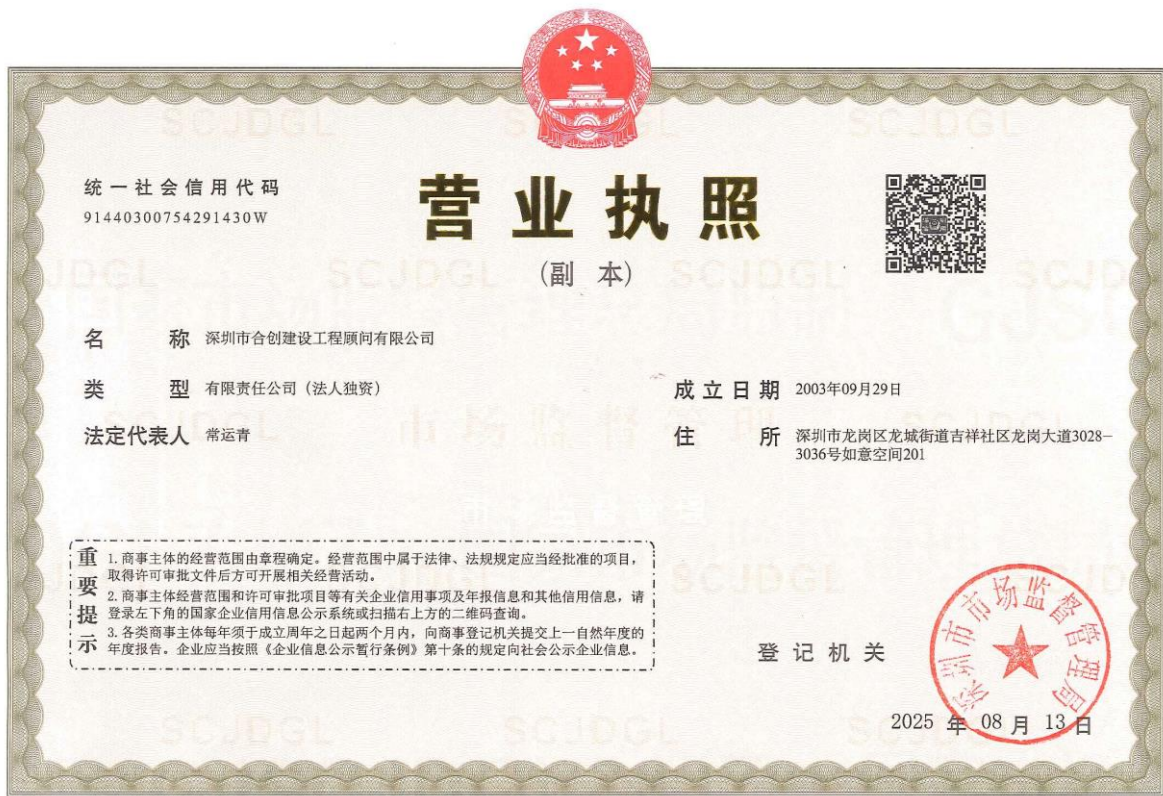 统一社会信用代码
91440300754291430W
营业执照
(副 本)
名 称 深圳市合创建设工程顾问有限公司
类 型 有限责任公司（法人独资）
成立日期 2003年09月29日
法定代表人 常运青
住 所 深圳市龙岗区龙城街道吉祥社区龙岗大道3028-
3036号如意空间201
重要提示
1. 商事主体的经营范围由章程确定。经营范围中属于法律、法规规定应当经批准的项目，
取得许可审批文件后方可开展相关经营活动。
2. 商事主体经营范围和许可审批项目等有关企业信用事项及年报信息和其他信用信息，请
登录左下角的国家企业信用信息公示系统或扫描右上方的二维码查询。
3. 各类商事主体每年须于成立周年之日起两个月内，向商事登记机关提交上一自然年度的
年度报告。企业应当按照《企业信息公示暂行条例》第十条的规定向社会公示企业信息。
登记机关
深圳市市场监督管理局
2025 年 08 月 13 日
SCJDGL
市场监督管理